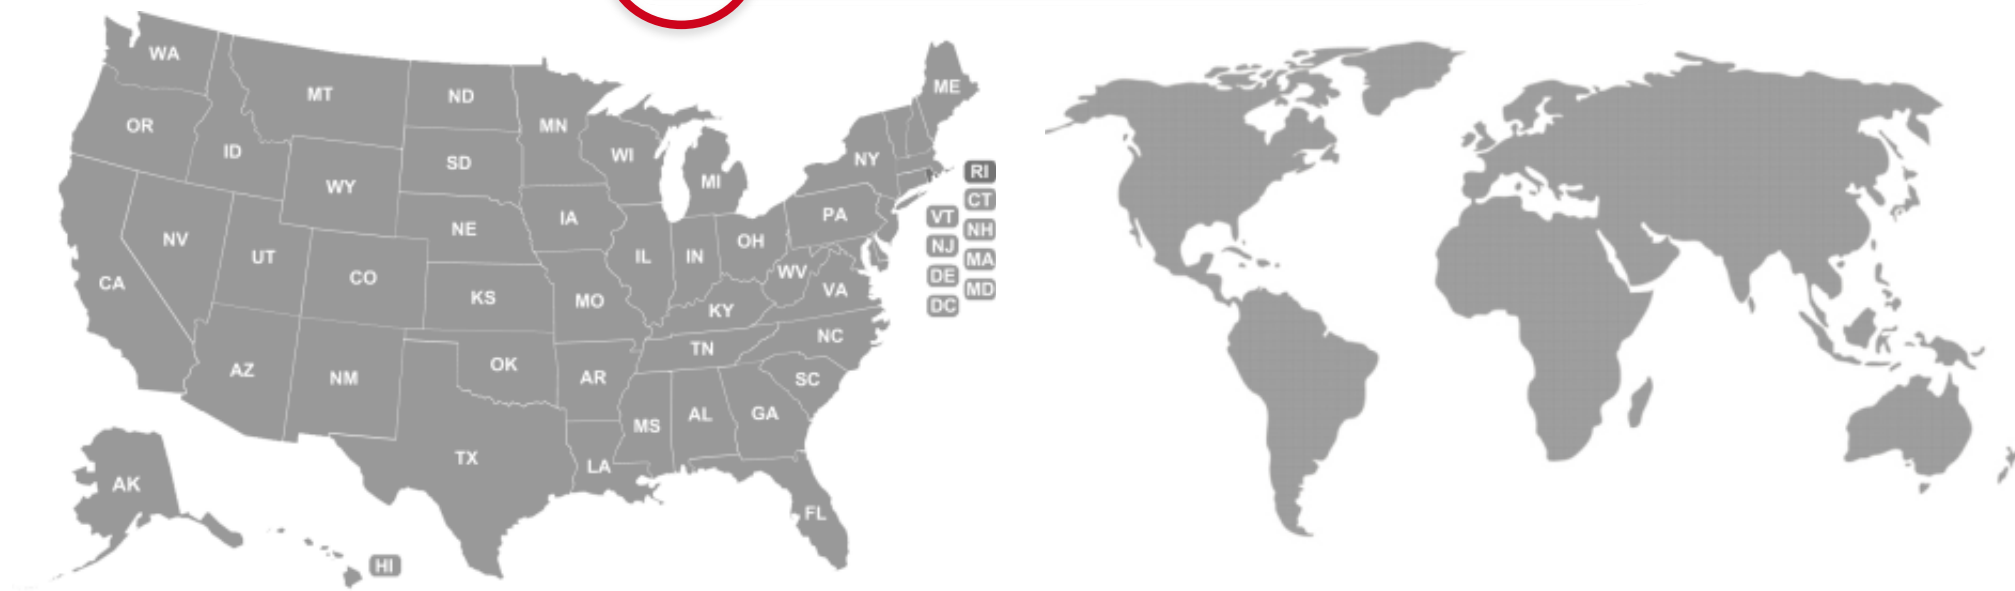 WA
MT
ND
MN
ME
OR
ID
WY
SD
WI
MI
NY
RI
CT
VT
NH
NJ
MA
DE
MD
DC
NV
UT
CO
NE
IA
IL
IN
OH
PA
WV
VA
CA
KS
MO
KY
NC
TN
AZ
NM
OK
AR
SC
MS
AL
GA
TX
LA
AK
FL
HI